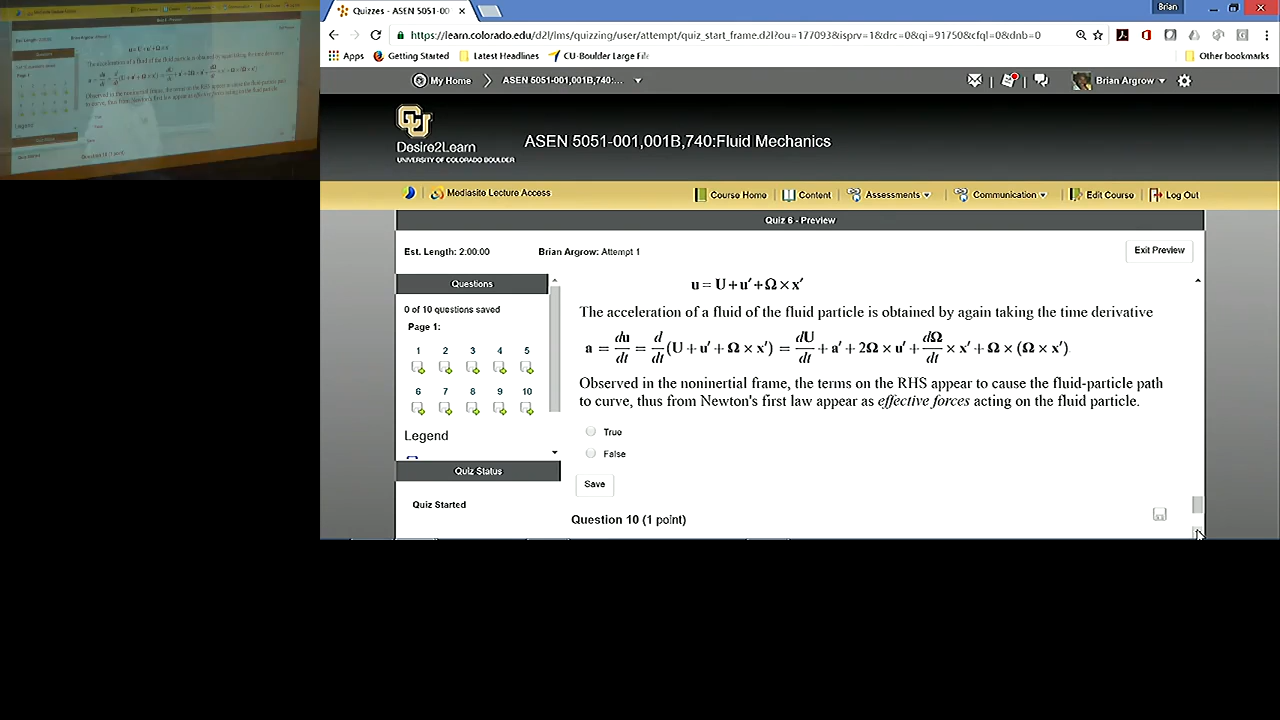 Quizzes - ASEN 5051-00
Brian
https://learn.colorado.edu/d2l/lms/quizzing/user/attempt/quiz_start_frame.d2l?ou=177093&isprv=1&drc=0&qi=91750&cfql=0&dnb=0
Apps
Getting Started
Latest Headlines
CU-Boulder Leave Tra
Other bookmarks
My Home
ASEN 5051-001,001B,740:...
Brian Argrow
CU
Desire2Learn
UNIVERSITY OF COLORADO BOULDER
ASEN 5051-001,001B,740:Fluid Mechanics
Mediasite Lecture Access
Course Home
Content
Assessments
Communication
Edit Course
Log Out
Quiz 6 - Preview
Est. Length: 2:00:00
Brian Argrow: Attempt 1
Exit Preview
Questions
0 of 10 questions saved
Page 1:
1 2 3 4 5
6 7 8 9 10
Legend
Quiz Status
Quiz Started
u = U + u′ + Ω × x′
The acceleration of a fluid of the fluid particle is obtained by again taking the time derivative
a = du/dt = d/dt (U + u′ + Ω × x′) = dU/dt + a′ + 2Ω × u′ + dΩ/dt × x′ + Ω × (Ω × x′)
Observed in the noninertial frame, the terms on the RHS appear to cause the fluid-particle path
to curve, thus from Newton's first law appear as effective forces acting on the fluid particle.
True
False
Save
Question 10 (1 point)